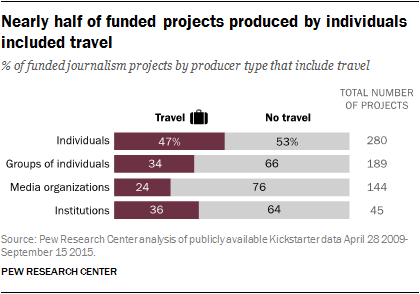 Nearly half of funded projects produced by individuals
included travel
% of funded journalism projects by producer type that include travel
TOTAL NUMBER
OF PROJECTS
Travel No travel
Individuals 47% 53% 280
Groups of individuals 34 66 189
Media organizations 24 76 144
Institutions 36 64 45
Source: Pew Research Center analysis of publicly available Kickstarter data April 28 2009-
September 15 2015.
PEW RESEARCH CENTER